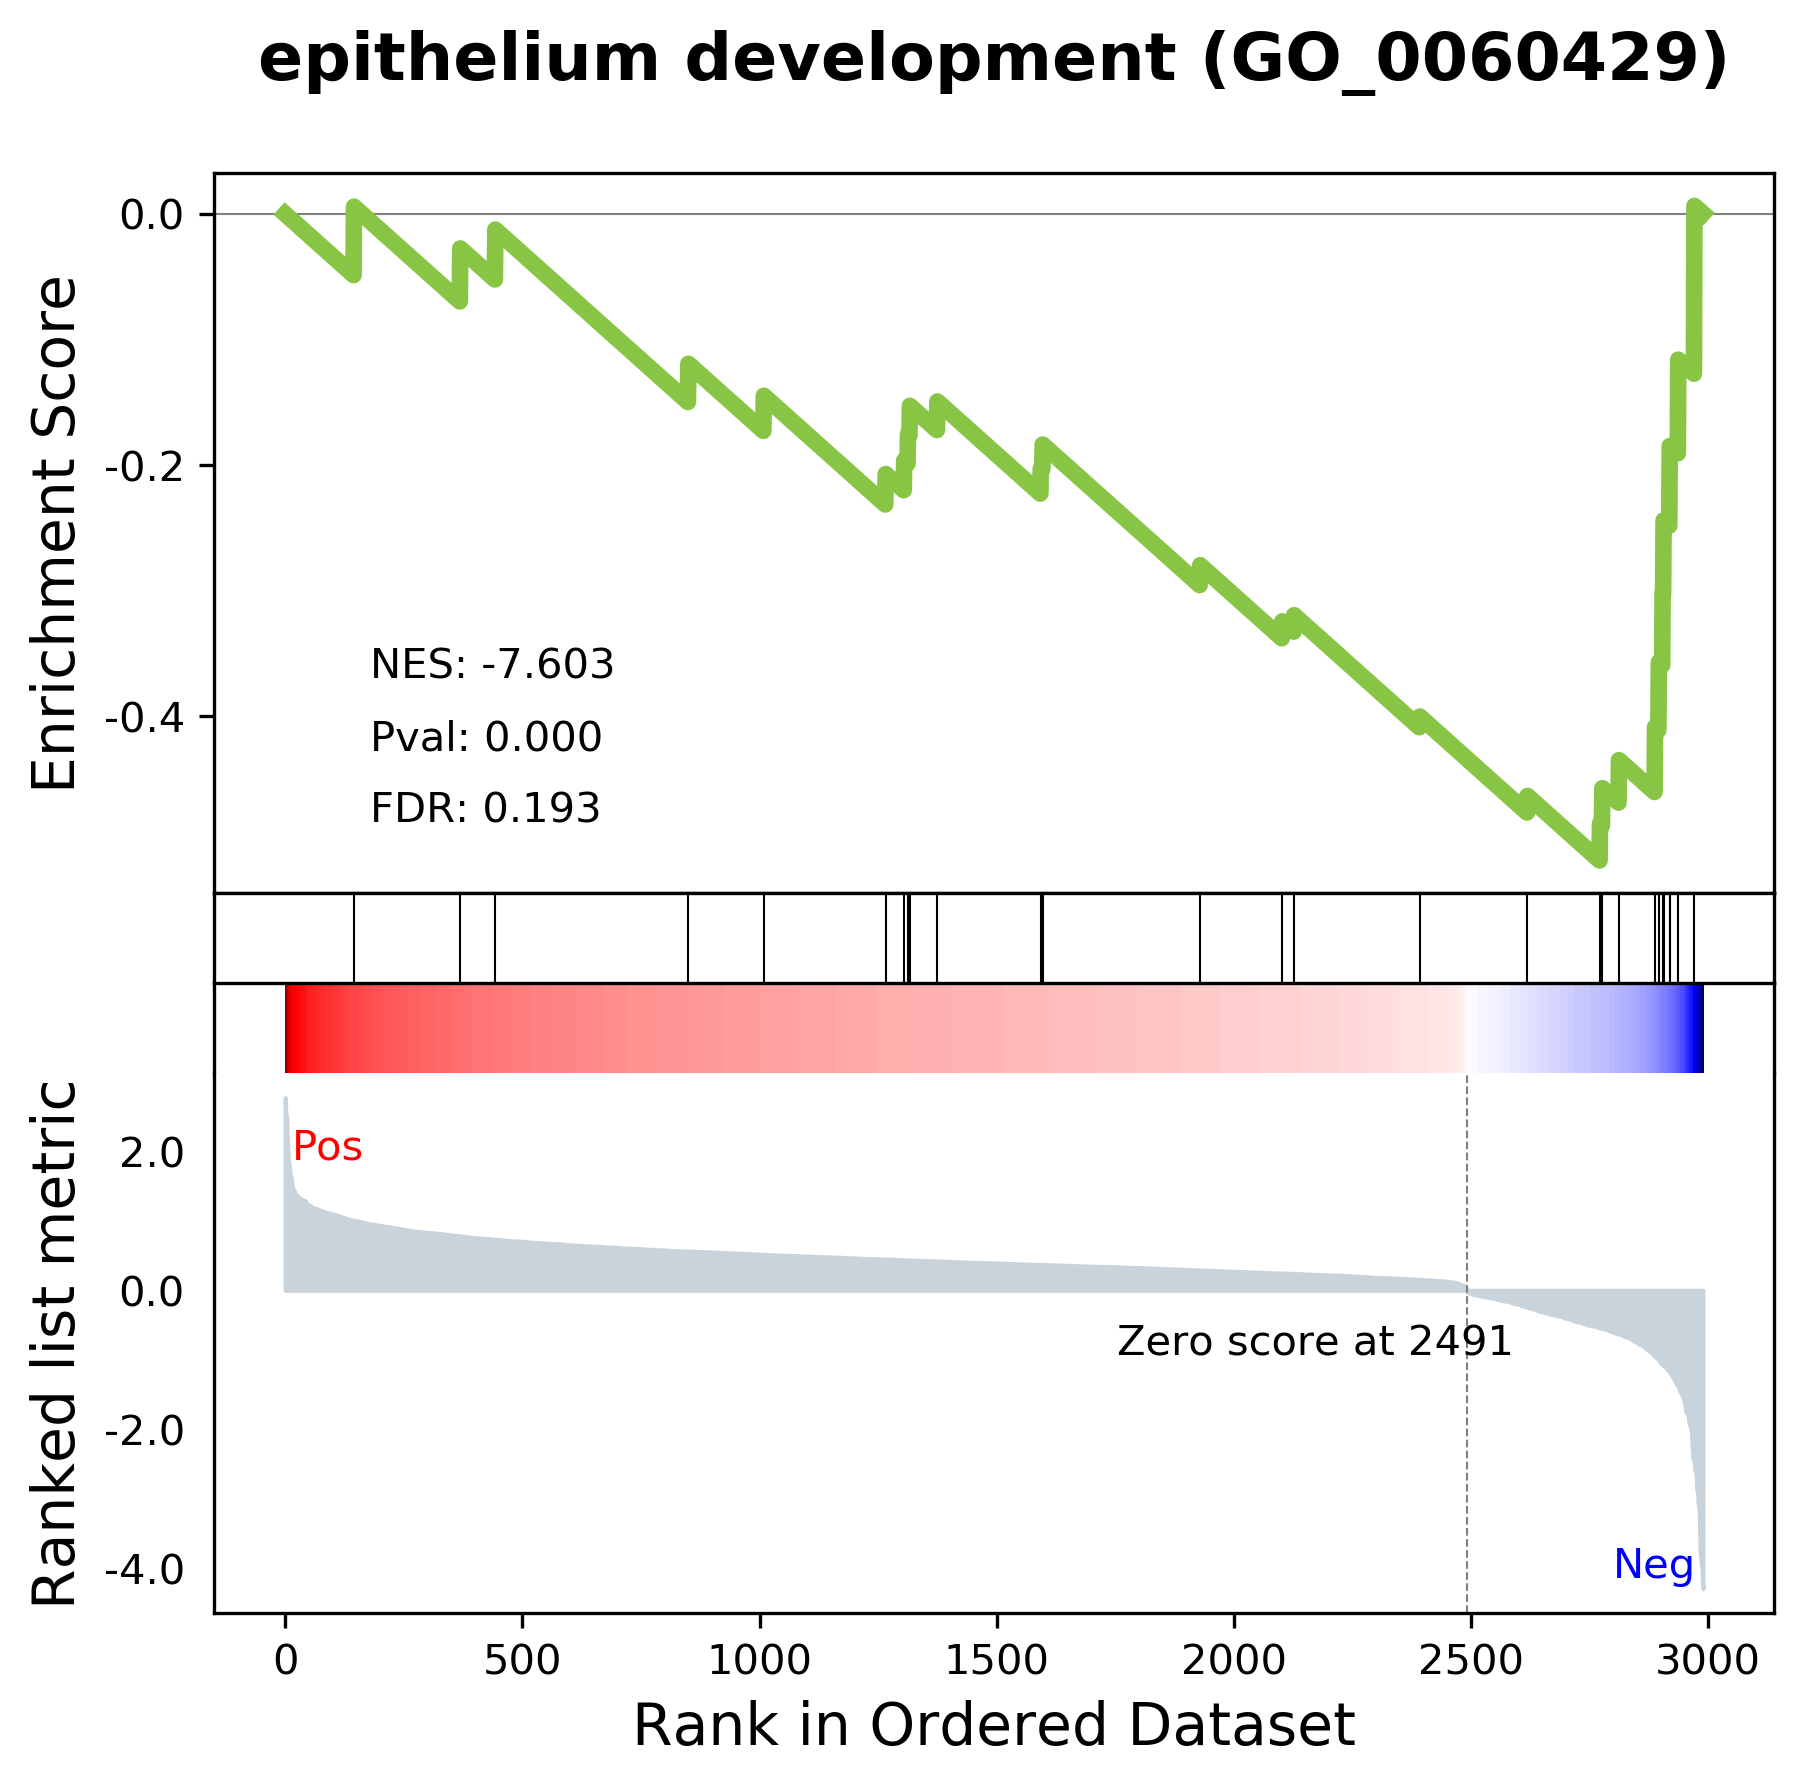 epithelium development (GO_0060429)
Enrichment Score
0.0
-0.2
-0.4
NES: -7.603
Pval: 0.000
FDR: 0.193
Ranked list metric
2.0
0.0
-2.0
-4.0
Pos
Zero score at 2491
Neg
0 500 1000 1500 2000 2500 3000
Rank in Ordered Dataset